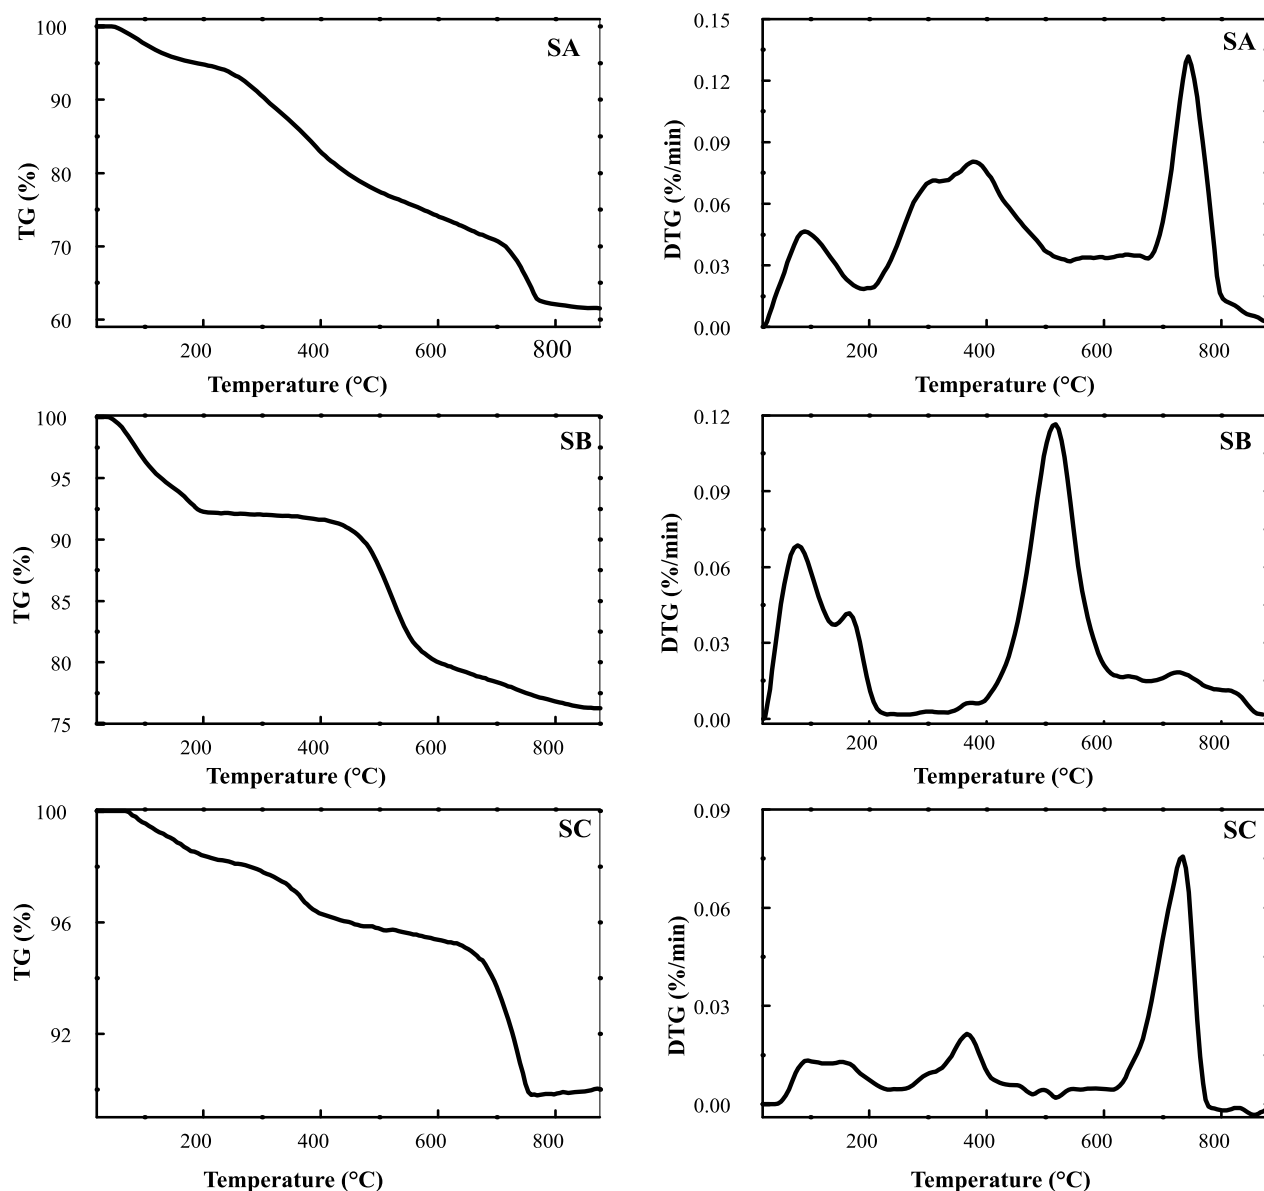 SA
100
90
80
70
60
TG (%)
200 400 600 800
Temperature (°C)
SA
0.15
0.12
0.09
0.06
0.03
0.00
DTG (%/min)
200 400 600 800
Temperature (°C)
SB
100
95
90
85
80
75
TG (%)
200 400 600 800
Temperature (°C)
SB
0.12
0.09
0.06
0.03
0.00
DTG (%/min)
200 400 600 800
Temperature (°C)
SC
100
96
92
TG (%)
200 400 600 800
Temperature (°C)
SC
0.09
0.06
0.03
0.00
DTG (%/min)
200 400 600 800
Temperature (°C)